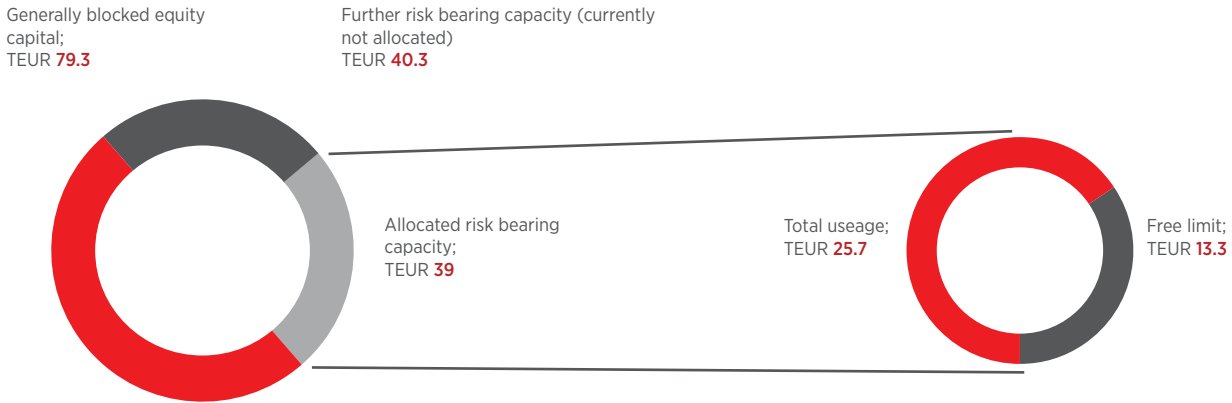 Generally blocked equity
capital;
TEUR 79.3
Further risk bearing capacity (currently
not allocated)
TEUR 40.3
Allocated risk bearing
capacity;
TEUR 39
Total useage;
TEUR 25.7
Free limit;
TEUR 13.3